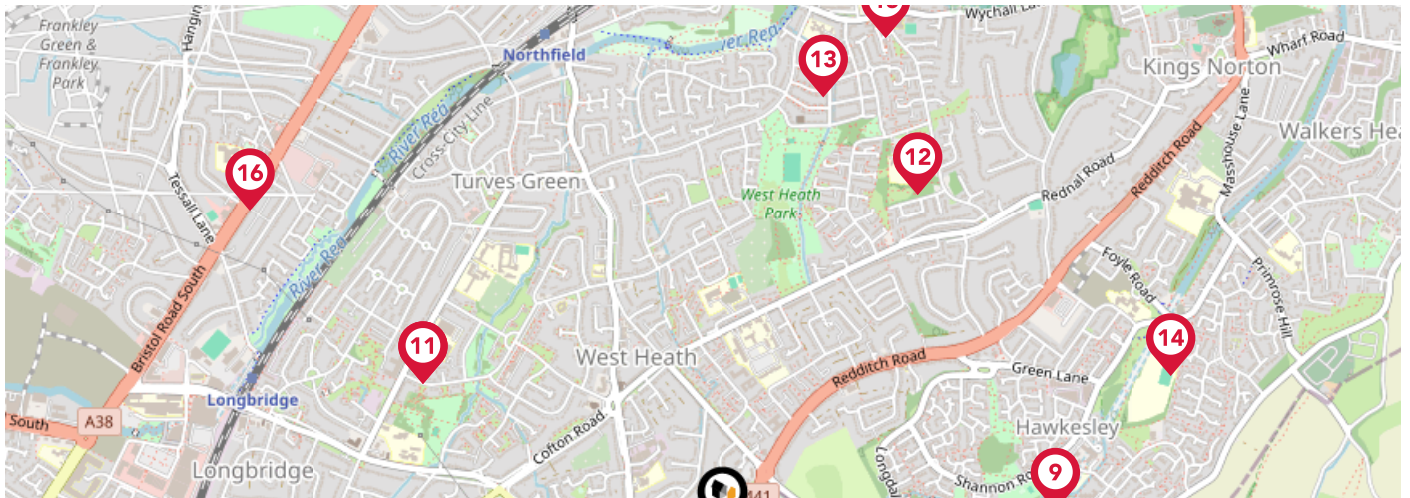 Frankley
Green &
Frankley
Park
Northfield
13
Wharf Road
Kings Norton
Walkers Hea
River Rea
Cross-City Line
Masshouse Lane
Redditch Road
16
Turves Green
12
Rednal Road
West Heath
Park
Tessall Lane
River Rea
Foyle Road
Primrose Hill
Bristol Road South
11
West Heath
Redditch Road
14
Green Lane
Longbridge
A38
South
Cofton Road
Hawkesley
Longbridge
Shannon Ro
9
Longdal